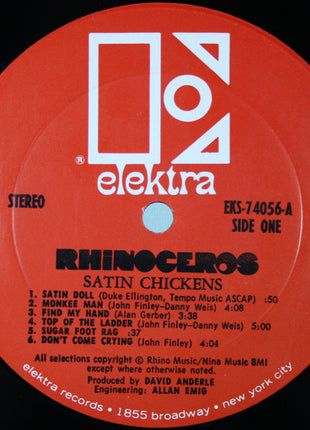 ® elektra
STEREO
EKS-74056-A
SIDE ONE
RHINOCEROS
SATIN CHICKENS
1. SATIN DOLL (Duke Ellington, Tempo Music ASCAP) :50
2. MONKEE MAN (John Finley-Danny Weis) 4:08
3. FIND MY HAND (Alan Gerber) 3:38
4. TOP OF THE LADDER (John Finley-Danny Weis) 5:00
5. SUGAR FOOT RAG :37
6. DON'T COME CRYING (John Finley) 4:04
All selections copyright © Rhino Music/Nina Music BMI
except where otherwise noted.
Produced by DAVID ANDERLE
Engineering: ALLAN EMIG
elektra records • 1855 broadway • new york city